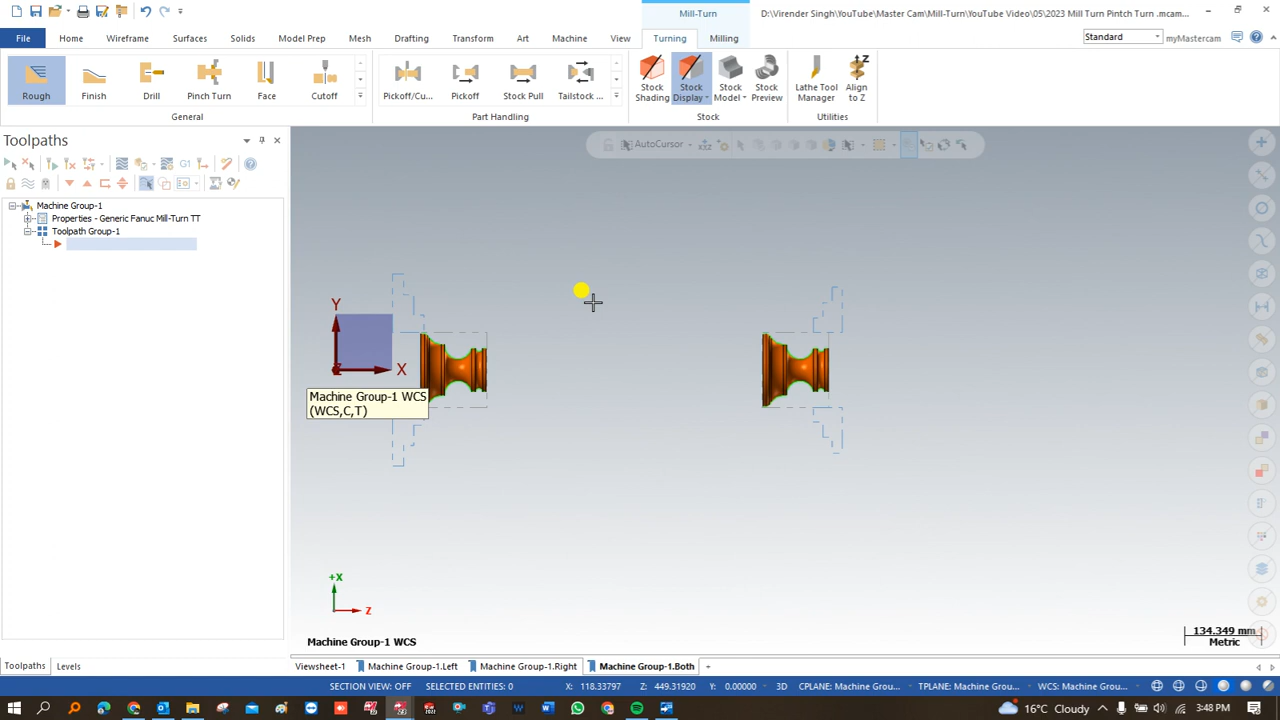 Mill-Turn
D:\Virender Singh\YouTube\Master Cam\Mill-Turn\YouTube Video\05\2023 Mill Turn Pintch Turn .mcam...
File Home Wireframe Surfaces Solids Model Prep Mesh Drafting Transform Art Machine View Turning Milling
Standard myMastercam
Rough Finish Drill Pinch Turn Face Cutoff
Pickoff/Cu... Pickoff Stock Pull Tailstock ...
Stock Shading Stock Display Stock Model Stock Preview
Lathe Tool Manager Align to Z
General Part Handling Stock Utilities
Toolpaths
AutoCursor
G1
Machine Group-1
Properties - Generic Fanuc Mill-Turn TT
Toolpath Group-1
Y
X
Z
Machine Group-1 WCS
(WCS,C,T)
+X
Z
Machine Group-1 WCS
134.349 mm
Metric
Toolpaths Levels
Viewsheet-1 Machine Group-1.Left Machine Group-1.Right Machine Group-1.Both +
SECTION VIEW: OFF SELECTED ENTITIES: 0 X: 118.33797 Z: 449.31920 Y: 0.00000 3D CPLANE: Machine Grou... TPLANE: Machine Grou... WCS: Machine Grou...
16°C Cloudy 3:48 PM